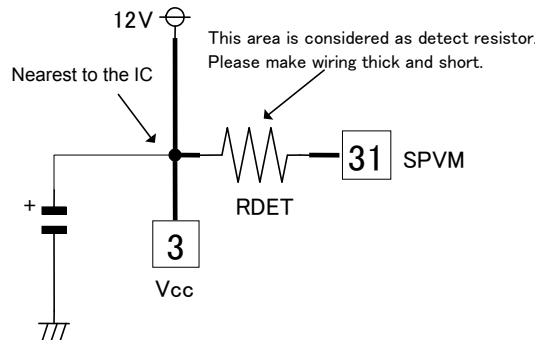 12V
This area is considered as detect resistor.
Please make wiring thick and short.
Nearest to the IC
31 SPVM
+
RDET
3
Vcc